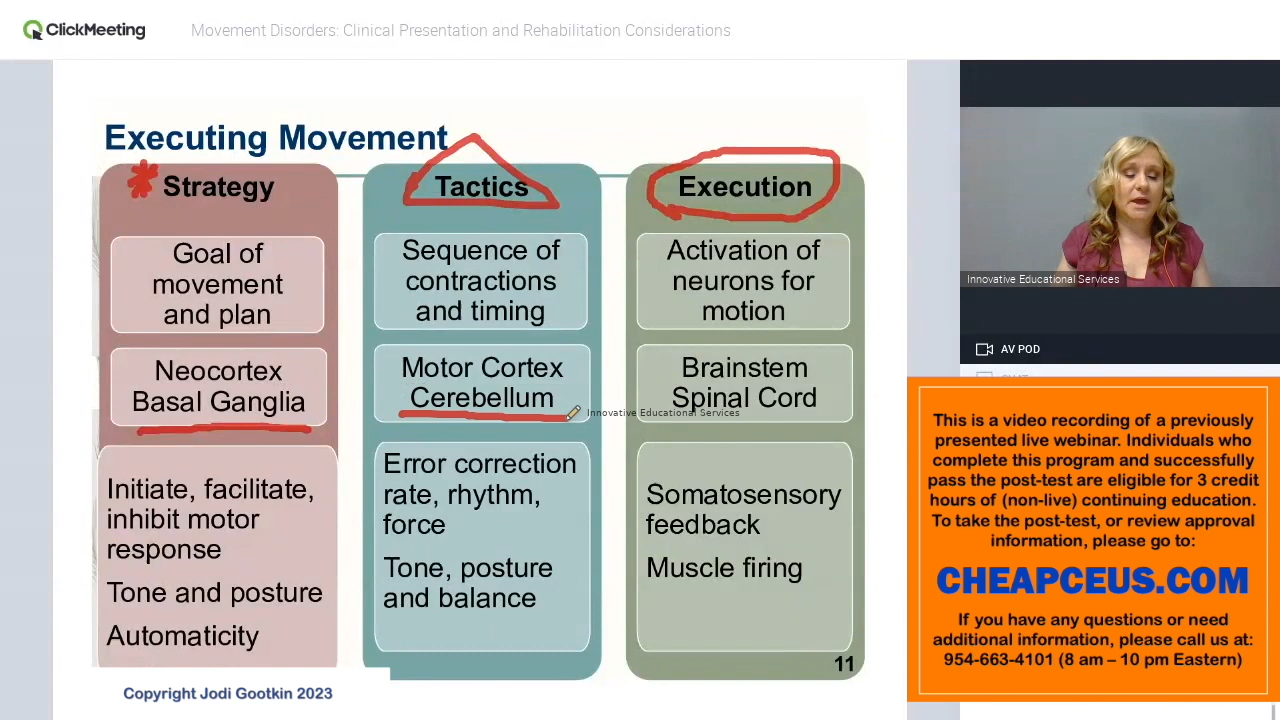 ClickMeeting
Movement Disorders: Clinical Presentation and Rehabilitation Considerations
Executing Movement
Strategy
Goal of
movement
and plan
Neocortex
Basal Ganglia
Initiate, facilitate,
inhibit motor
response
Tone and posture
Automaticity
Tactics
Sequence of
contractions
and timing
Motor Cortex
Cerebellum
Error correction
rate, rhythm,
force
Tone, posture
and balance
Execution
Activation of
neurons for
motion
Brainstem
Spinal Cord
Innovative Educational Services
Somatosensory
feedback
Muscle firing
11
Copyright Jodi Gootkin 2023
Innovative Educational Services
AV POD
This is a video recording of a previously
presented live webinar. Individuals who
complete this program and successfully
pass the post-test are eligible for 3 credit
hours of (non-live) continuing education.
To take the post-test, or review approval
information, please go to:
CHEAPCEUS.COM
If you have any questions or need
additional information, please call us at:
954-663-4101 (8 am – 10 pm Eastern)